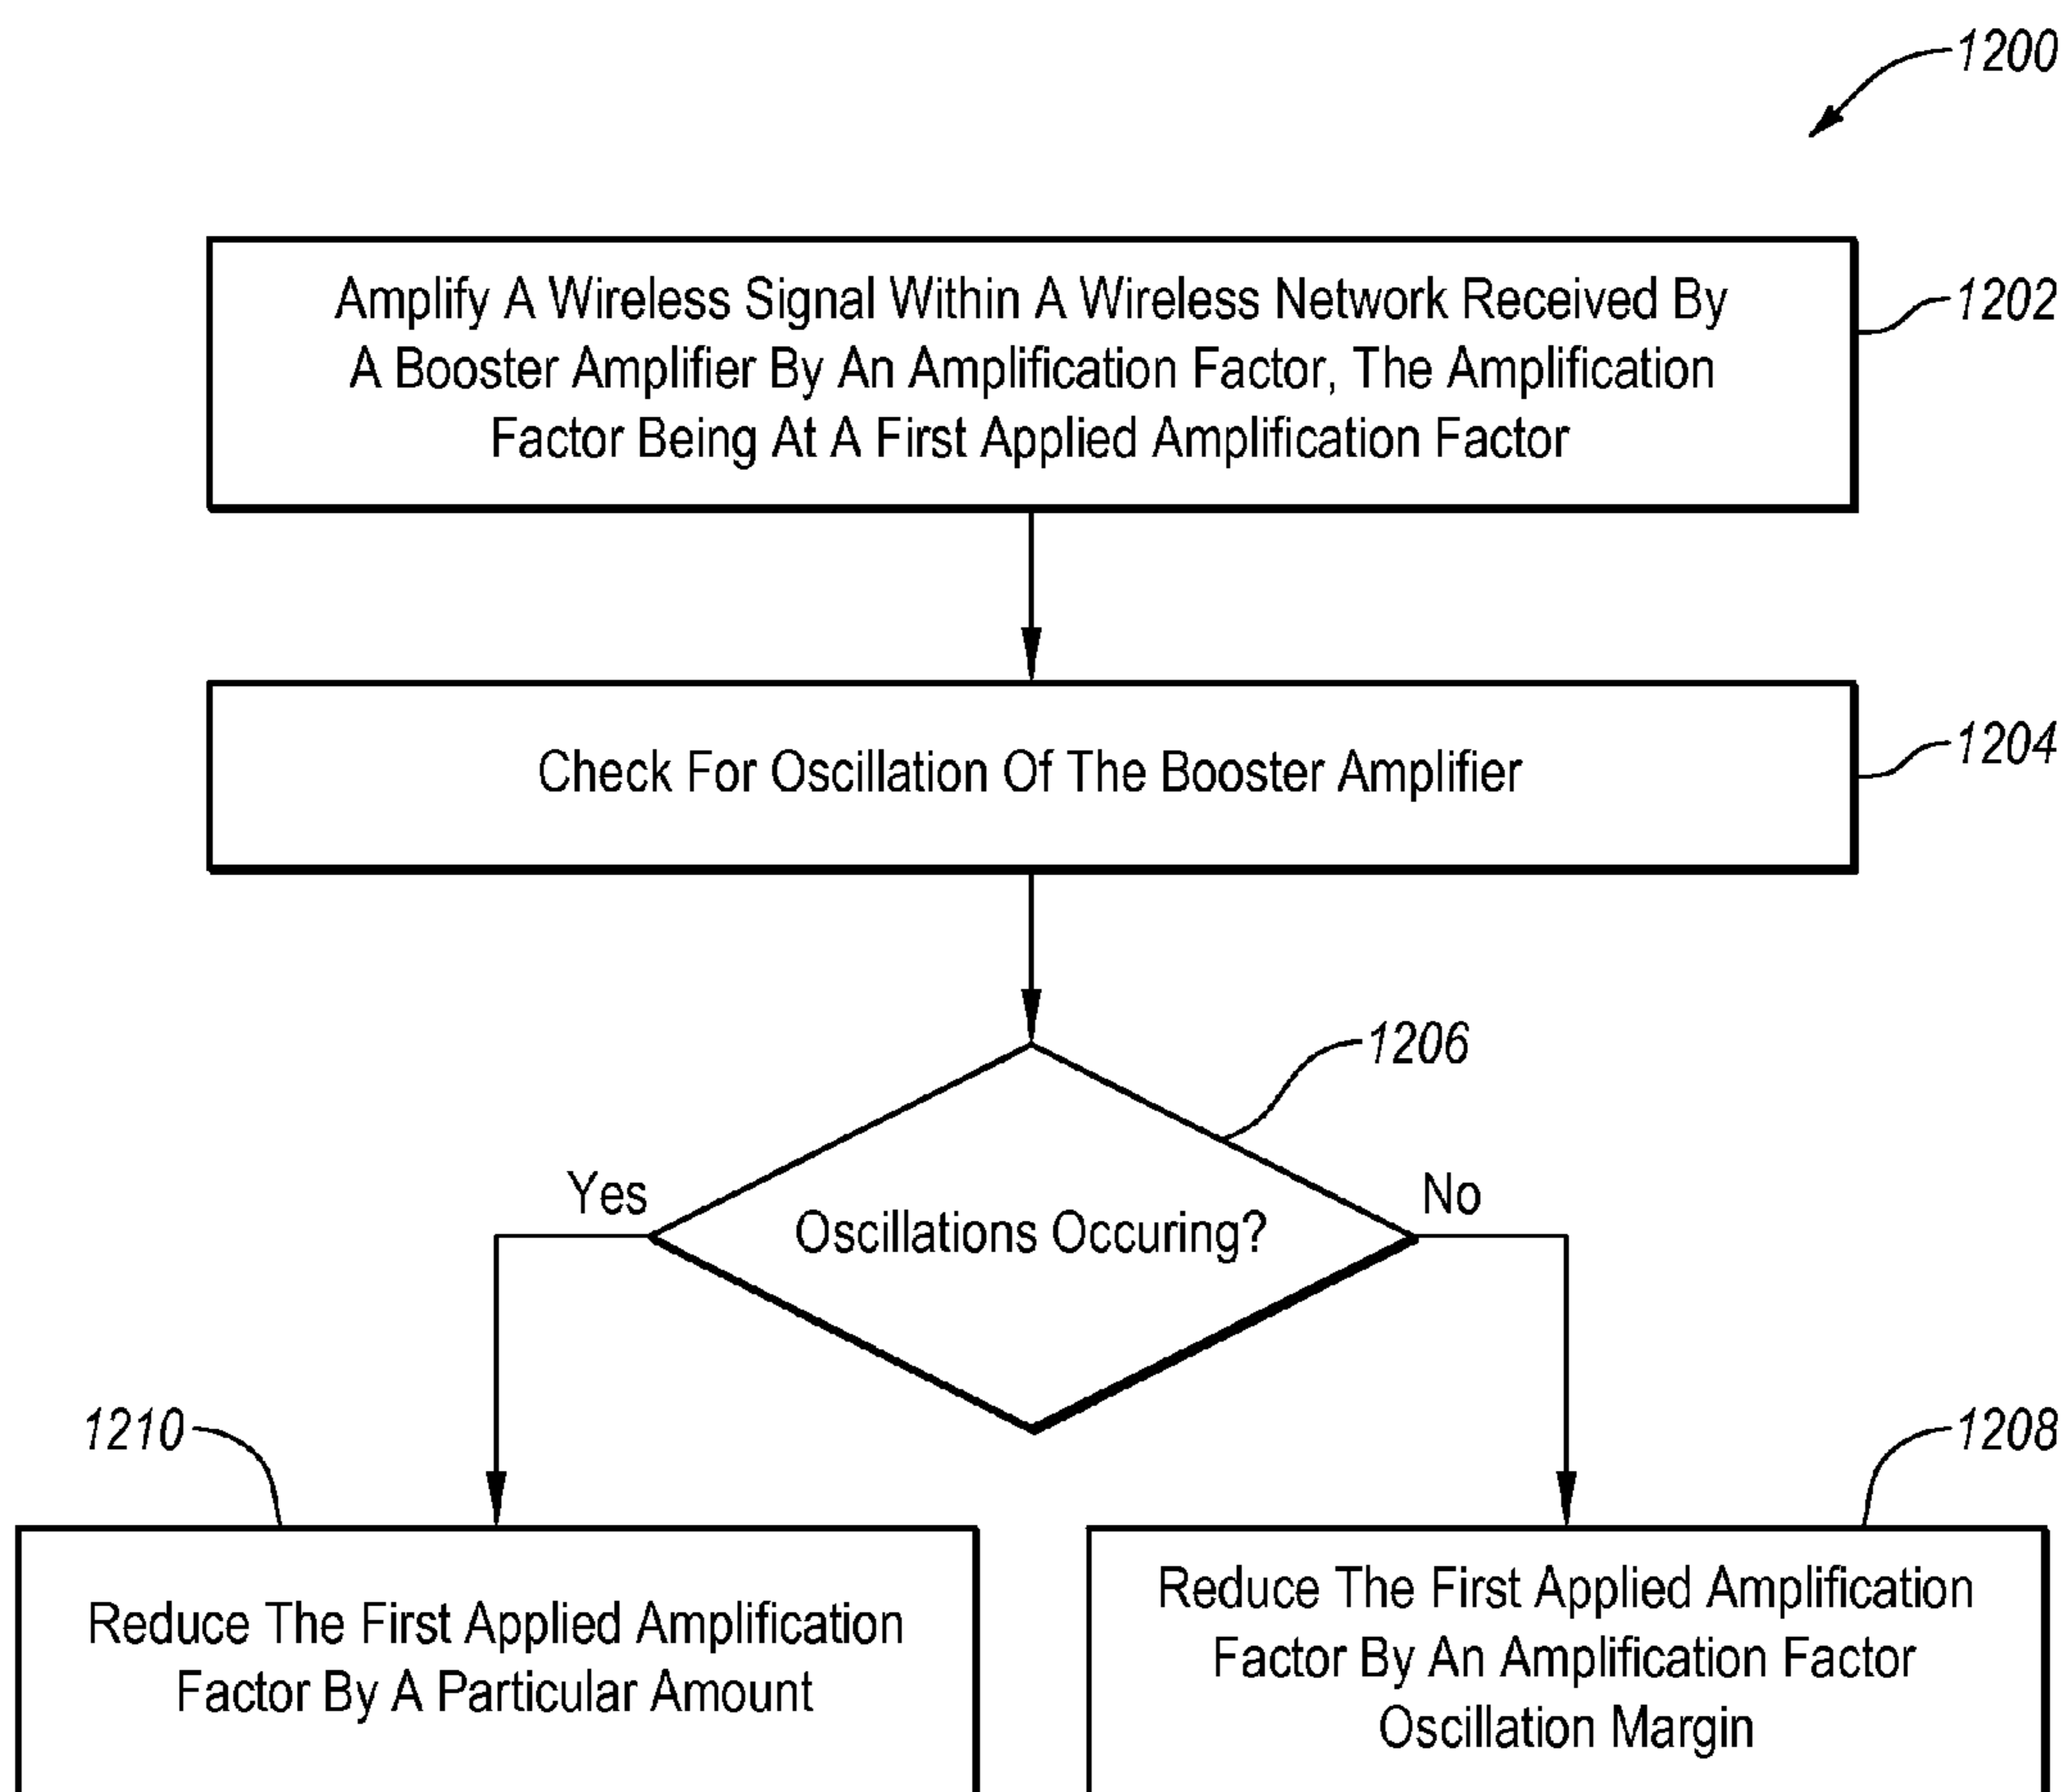 1200
Amplify A Wireless Signal Within A Wireless Network Received By
A Booster Amplifier By An Amplification Factor, The Amplification
Factor Being At A First Applied Amplification Factor
1202
Check For Oscillation Of The Booster Amplifier
1204
1206
Yes
Oscillations Occuring?
No
1210
1208
Reduce The First Applied Amplification
Factor By A Particular Amount
Reduce The First Applied Amplification
Factor By An Amplification Factor
Oscillation Margin